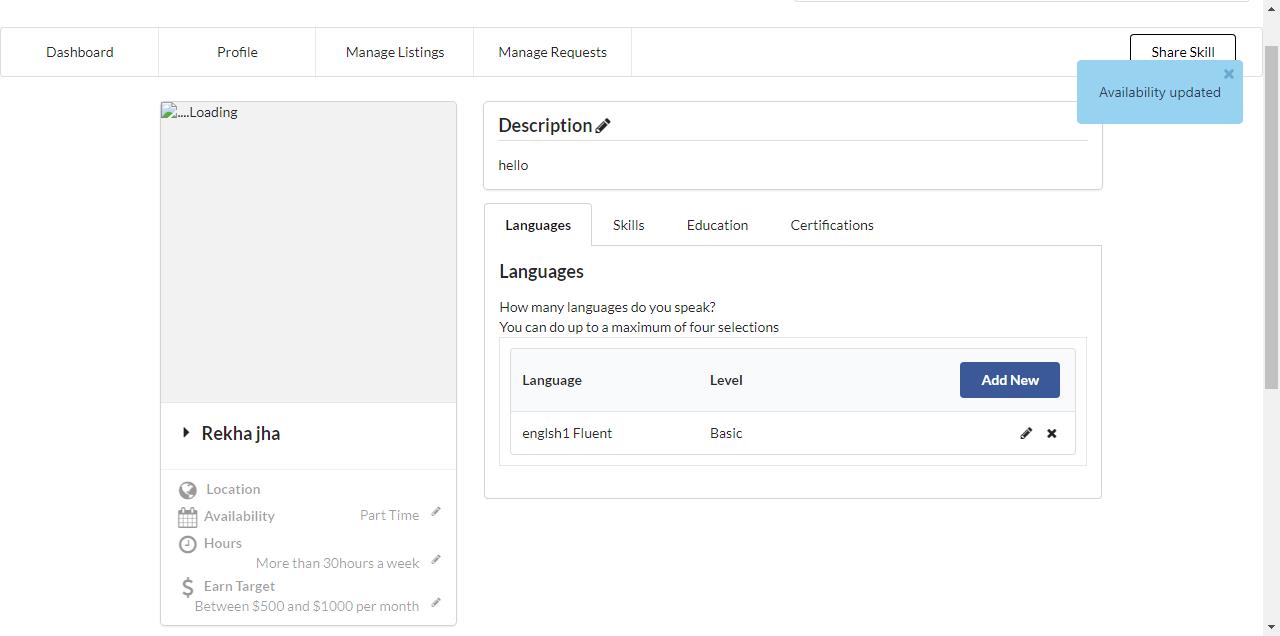 Dashboard Profile Manage Listings Manage Requests Share Skill
Availability updated
....Loading
Rekha jha
Location
Availability Part Time
Hours
More than 30hours a week
Earn Target
Between $500 and $1000 per month
Description
hello
Languages Skills Education Certifications
Languages
How many languages do you speak?
You can do up to a maximum of four selections
Language Level Add New
englsh1 Fluent Basic